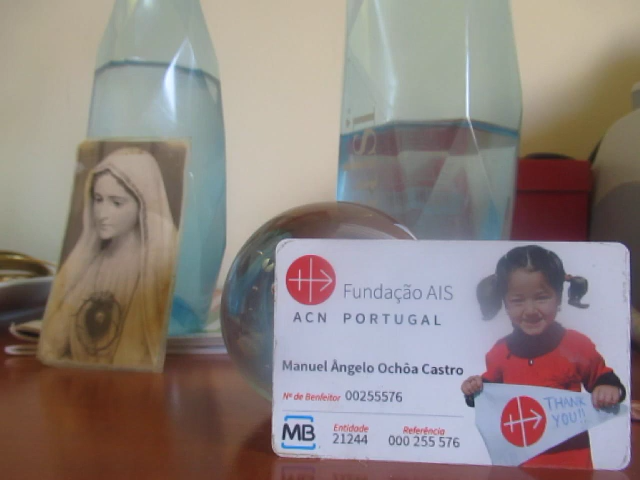 Fundação AIS
ACN PORTUGAL
Manuel Ângelo Ochôa Castro
Nº de Benfeitor 00255576
MB
Entidade Referência
21244 000 255 576
THANK
YOU!!